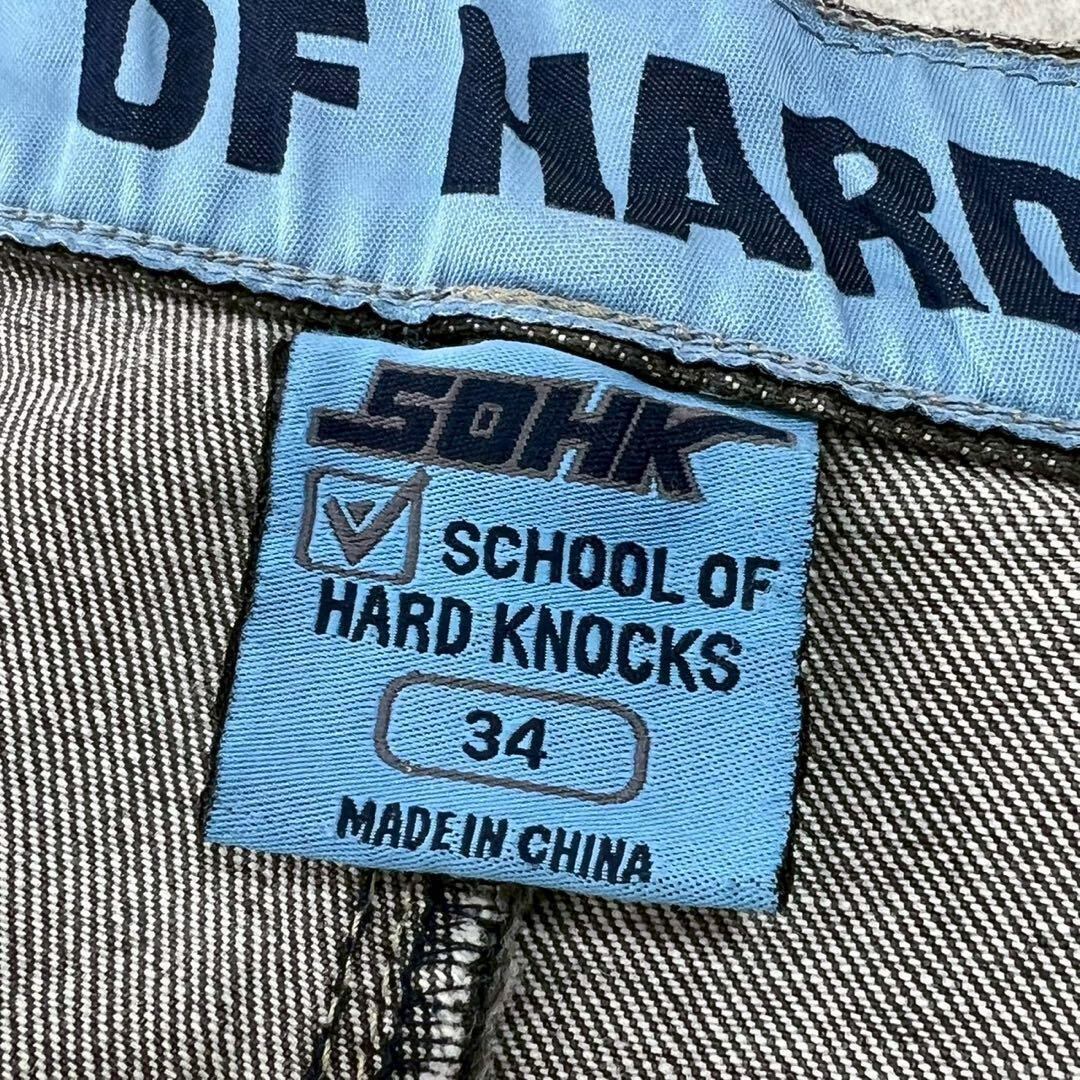 OF HARD
SOHK
SCHOOL OF
HARD KNOCKS
34
MADE IN CHINA